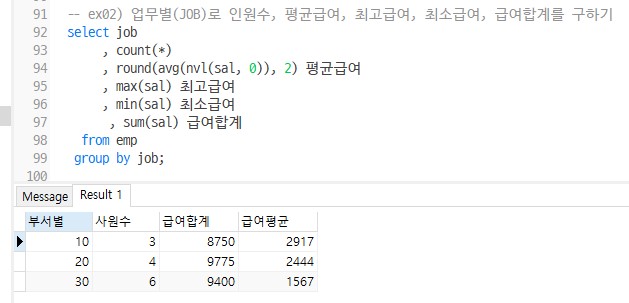 91 -- ex02) 업무별(JOB)로 인원수, 평균급여, 최고급여, 최소급여, 급여합계를 구하기
92 select job
93 , count(*)
94 , round(avg(nvl(sal, 0)), 2) 평균급여
95 , max(sal) 최고급여
96 , min(sal) 최소급여
97 , sum(sal) 급여합계
98 from emp
99 group by job;
100
Message Result 1
부서별 사원수 급여합계 급여평균
10 3 8750 2917
20 4 9775 2444
30 6 9400 1567